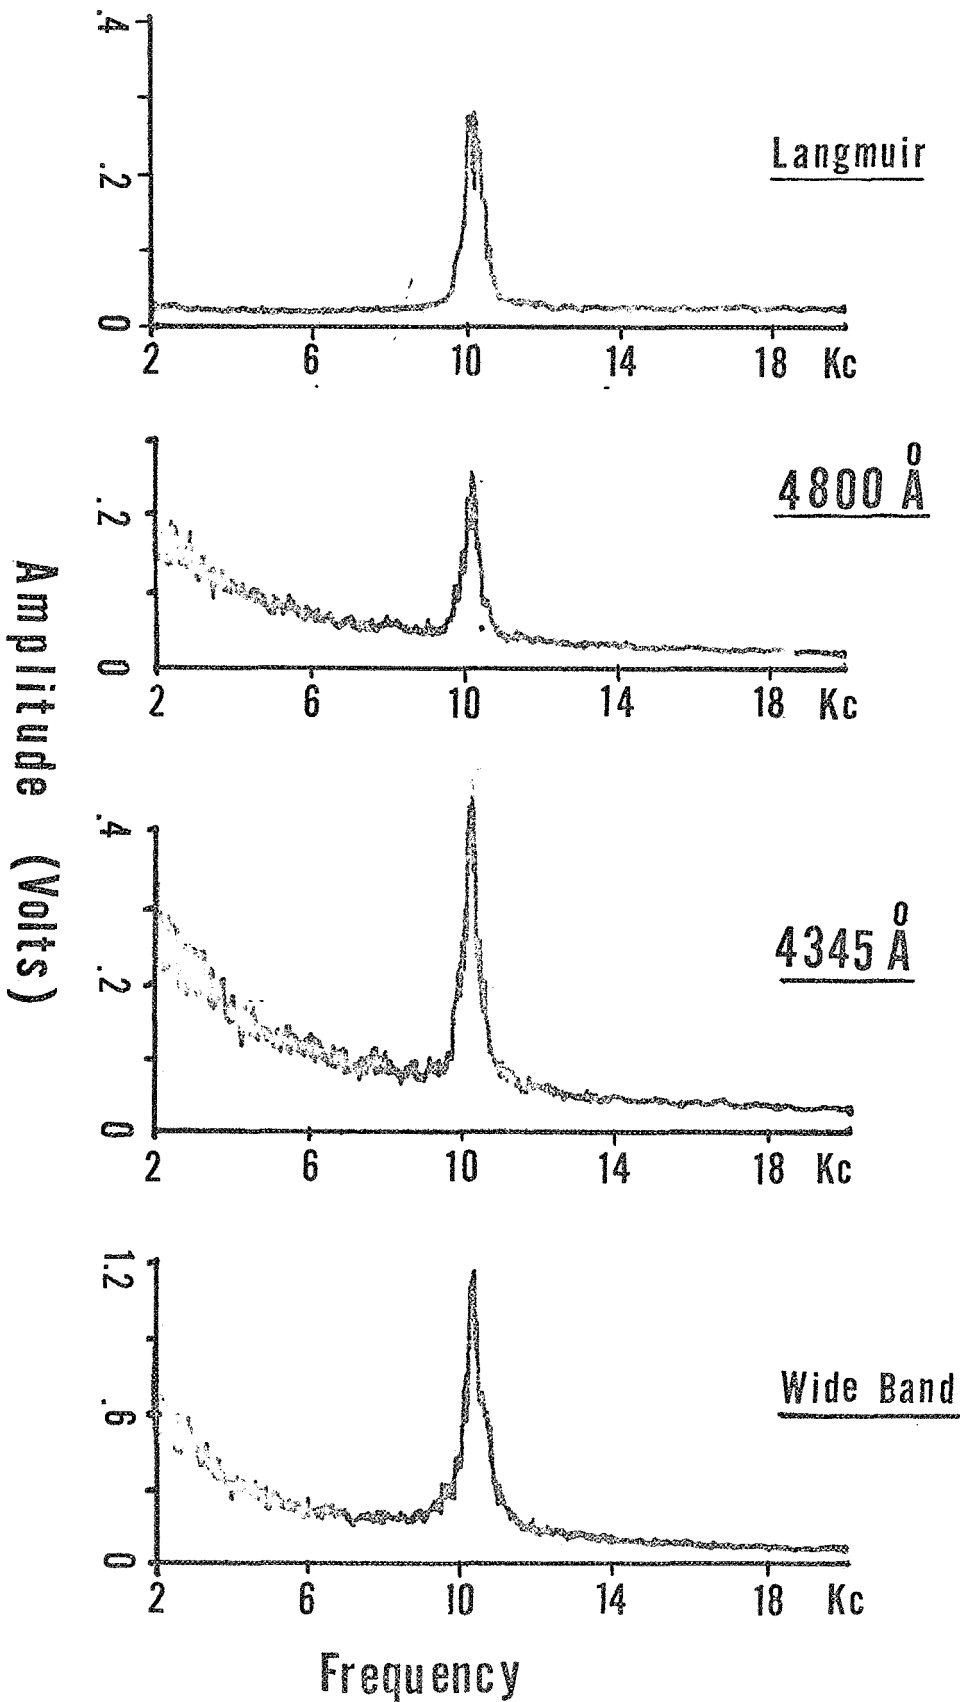 .4
.2
0
2 6 10 14 18 Kc
Langmuir
.2
0
2 6 10 14 18 Kc
4800 Å
.4
.2
0
2 6 10 14 18 Kc
4345 Å
1.2
.6
0
2 6 10 14 18 Kc
Wide Band
Amplitude (Volts)
Frequency